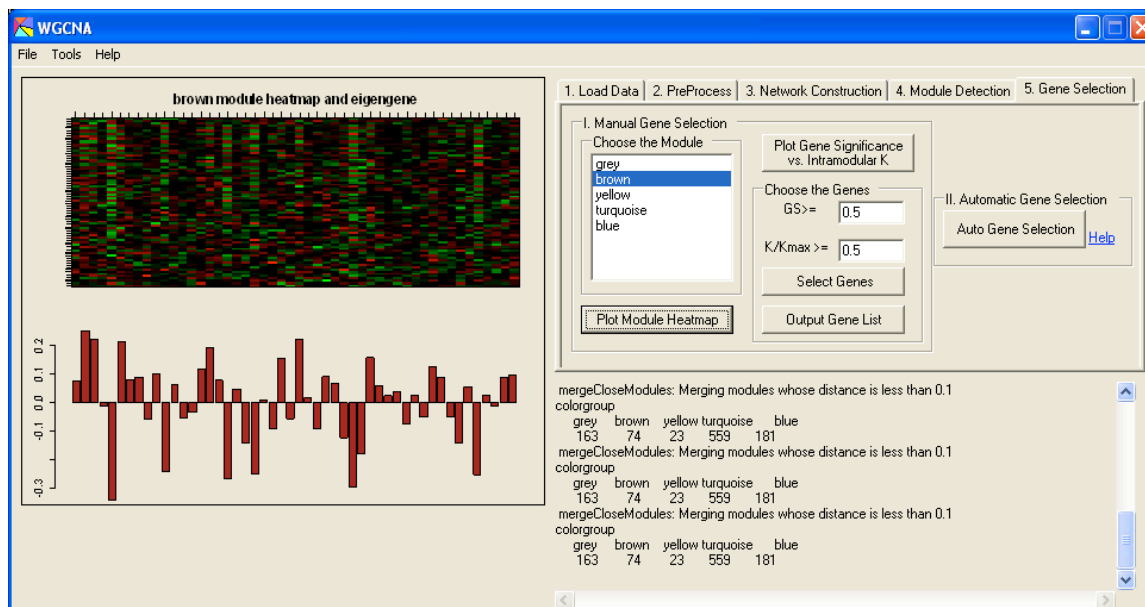 WGCNA
File Tools Help
brown module heatmap and eigengene
0.2
0.1
0.0
-0.1
-0.3
1. Load Data 2. PreProcess 3. Network Construction 4. Module Detection 5. Gene Selection
I. Manual Gene Selection
Choose the Module
grey
brown
yellow
turquoise
blue
Plot Module Heatmap
Plot Gene Significance
vs. Intramodular K
Choose the Genes
GS>= 0.5
K/Kmax >= 0.5
Select Genes
Output Gene List
II. Automatic Gene Selection
Auto Gene Selection
Help
mergeCloseModules: Merging modules whose distance is less than 0.1
colorgroup
grey brown yellow turquoise blue
163 74 23 559 181
mergeCloseModules: Merging modules whose distance is less than 0.1
colorgroup
grey brown yellow turquoise blue
163 74 23 559 181
mergeCloseModules: Merging modules whose distance is less than 0.1
colorgroup
grey brown yellow turquoise blue
163 74 23 559 181